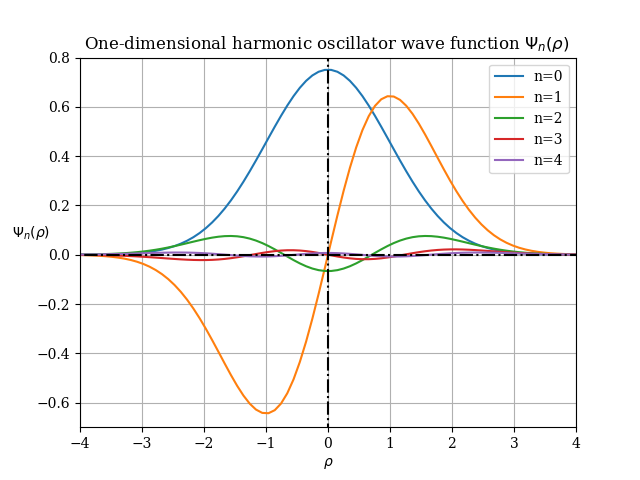 One-dimensional harmonic oscillator wave function Ψₙ(ρ)
0.8
0.6
0.4
0.2
0.0
−0.2
−0.4
−0.6
Ψₙ(ρ)
n=0
n=1
n=2
n=3
n=4
−4 −3 −2 −1 0 1 2 3 4
ρ